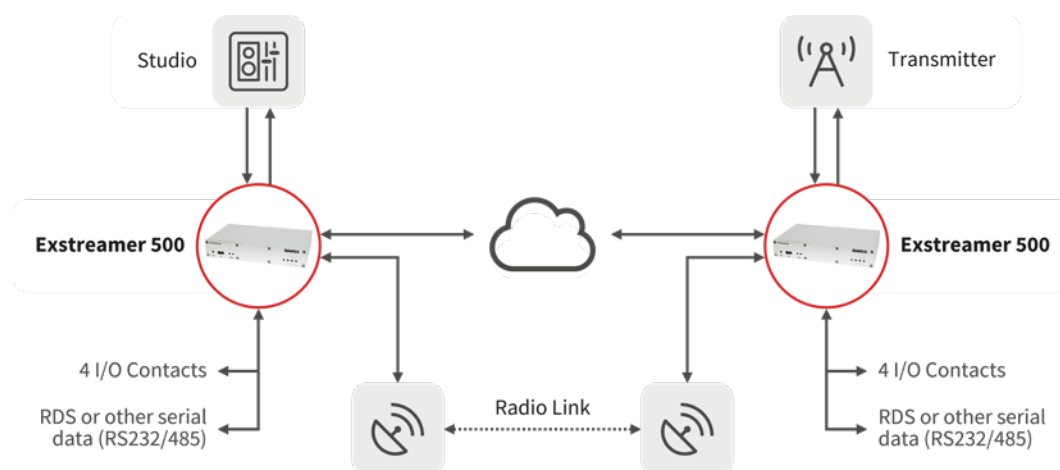 Studio
Transmitter
Exstreamer 500
Exstreamer 500
4 I/O Contacts
4 I/O Contacts
Radio Link
RDS or other serial
data (RS232/485)
RDS or other serial
data (RS232/485)